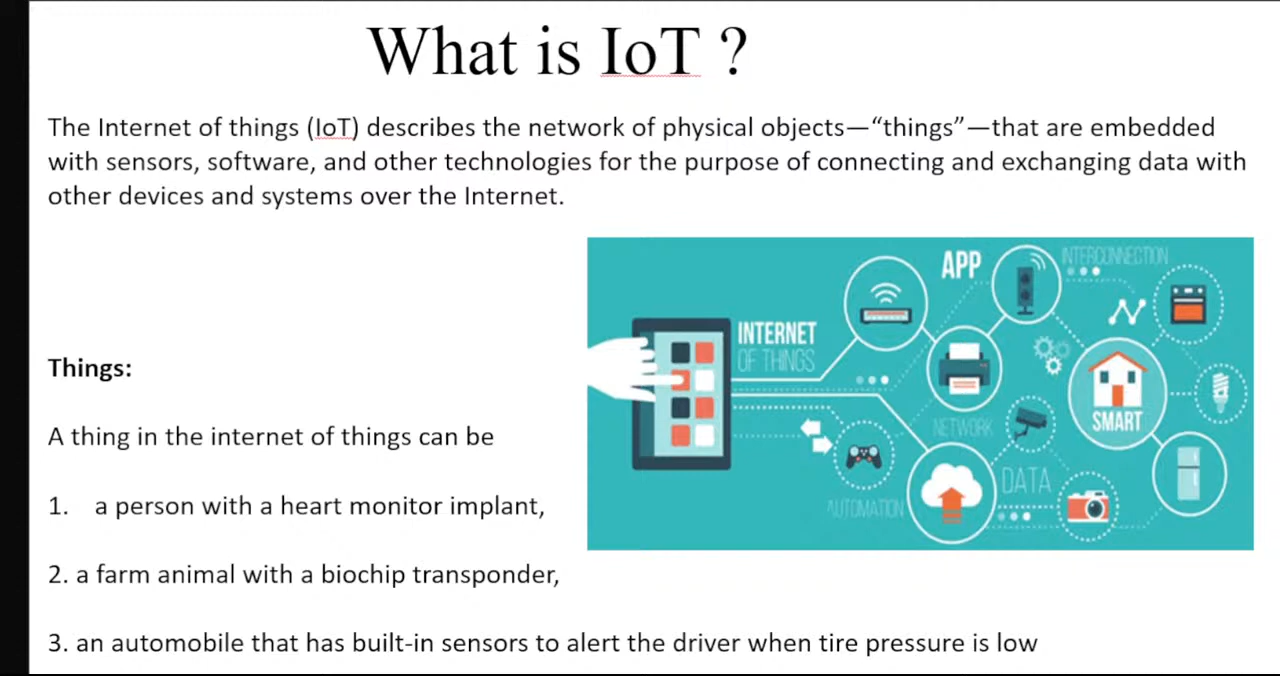 What is IoT ?
The Internet of things (IoT) describes the network of physical objects—“things”—that are embedded
with sensors, software, and other technologies for the purpose of connecting and exchanging data with
other devices and systems over the Internet.
APP
INTERCONNECTION
INTERNET
OF THINGS
SMART
NETWORK
DATA
AUTOMATION
Things:
A thing in the internet of things can be
1. a person with a heart monitor implant,
2. a farm animal with a biochip transponder,
3. an automobile that has built-in sensors to alert the driver when tire pressure is low